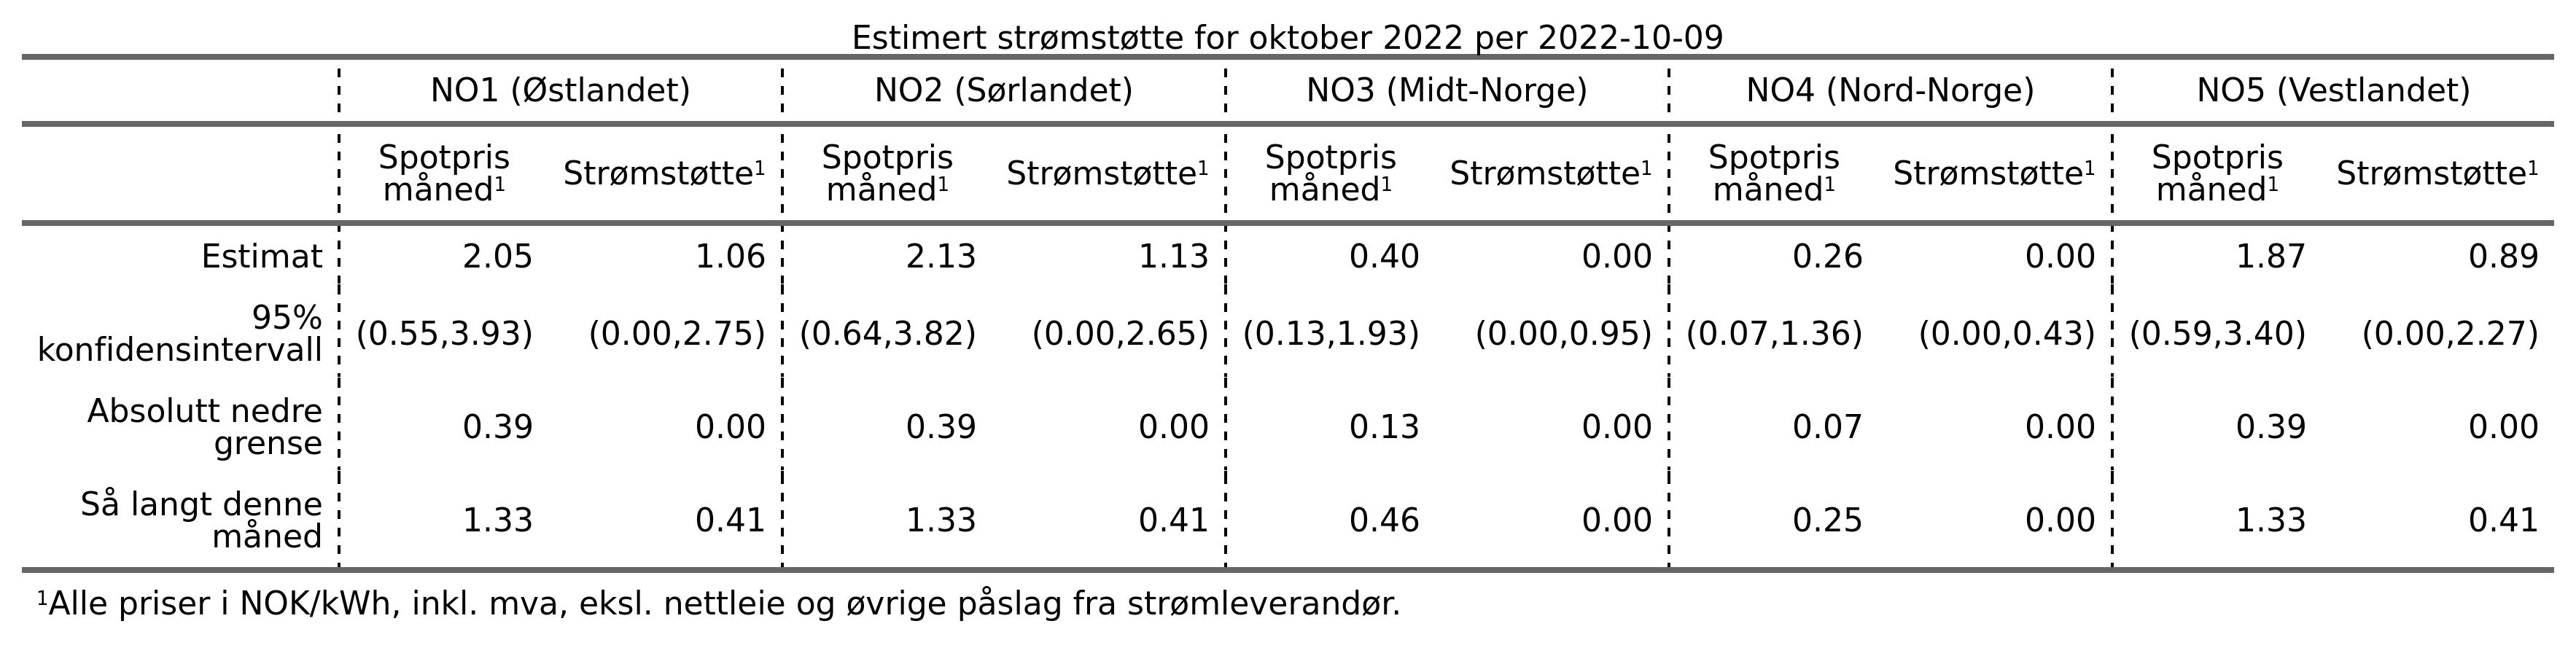 Estimert strømstøtte for oktober 2022 per 2022-10-09
NO1 (Østlandet) NO2 (Sørlandet) NO3 (Midt-Norge) NO4 (Nord-Norge) NO5 (Vestlandet)
Spotpris måned¹ Strømstøtte¹ Spotpris måned¹ Strømstøtte¹ Spotpris måned¹ Strømstøtte¹ Spotpris måned¹ Strømstøtte¹ Spotpris måned¹ Strømstøtte¹
Estimat 2.05 1.06 2.13 1.13 0.40 0.00 0.26 0.00 1.87 0.89
95% konfidensintervall (0.55,3.93) (0.00,2.75) (0.64,3.82) (0.00,2.65) (0.13,1.93) (0.00,0.95) (0.07,1.36) (0.00,0.43) (0.59,3.40) (0.00,2.27)
Absolutt nedre grense 0.39 0.00 0.39 0.00 0.13 0.00 0.07 0.00 0.39 0.00
Så langt denne måned 1.33 0.41 1.33 0.41 0.46 0.00 0.25 0.00 1.33 0.41
¹Alle priser i NOK/kWh, inkl. mva, eksl. nettleie og øvrige påslag fra strømleverandør.